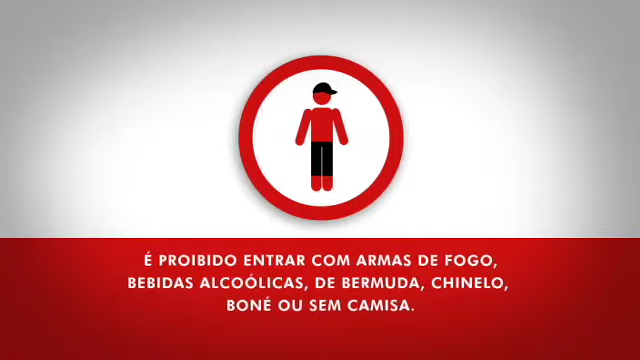 É PROIBIDO ENTRAR COM ARMAS DE FOGO,
BEBIDAS ALCOÓLICAS, DE BERMUDA, CHINELO,
BONÉ OU SEM CAMISA.